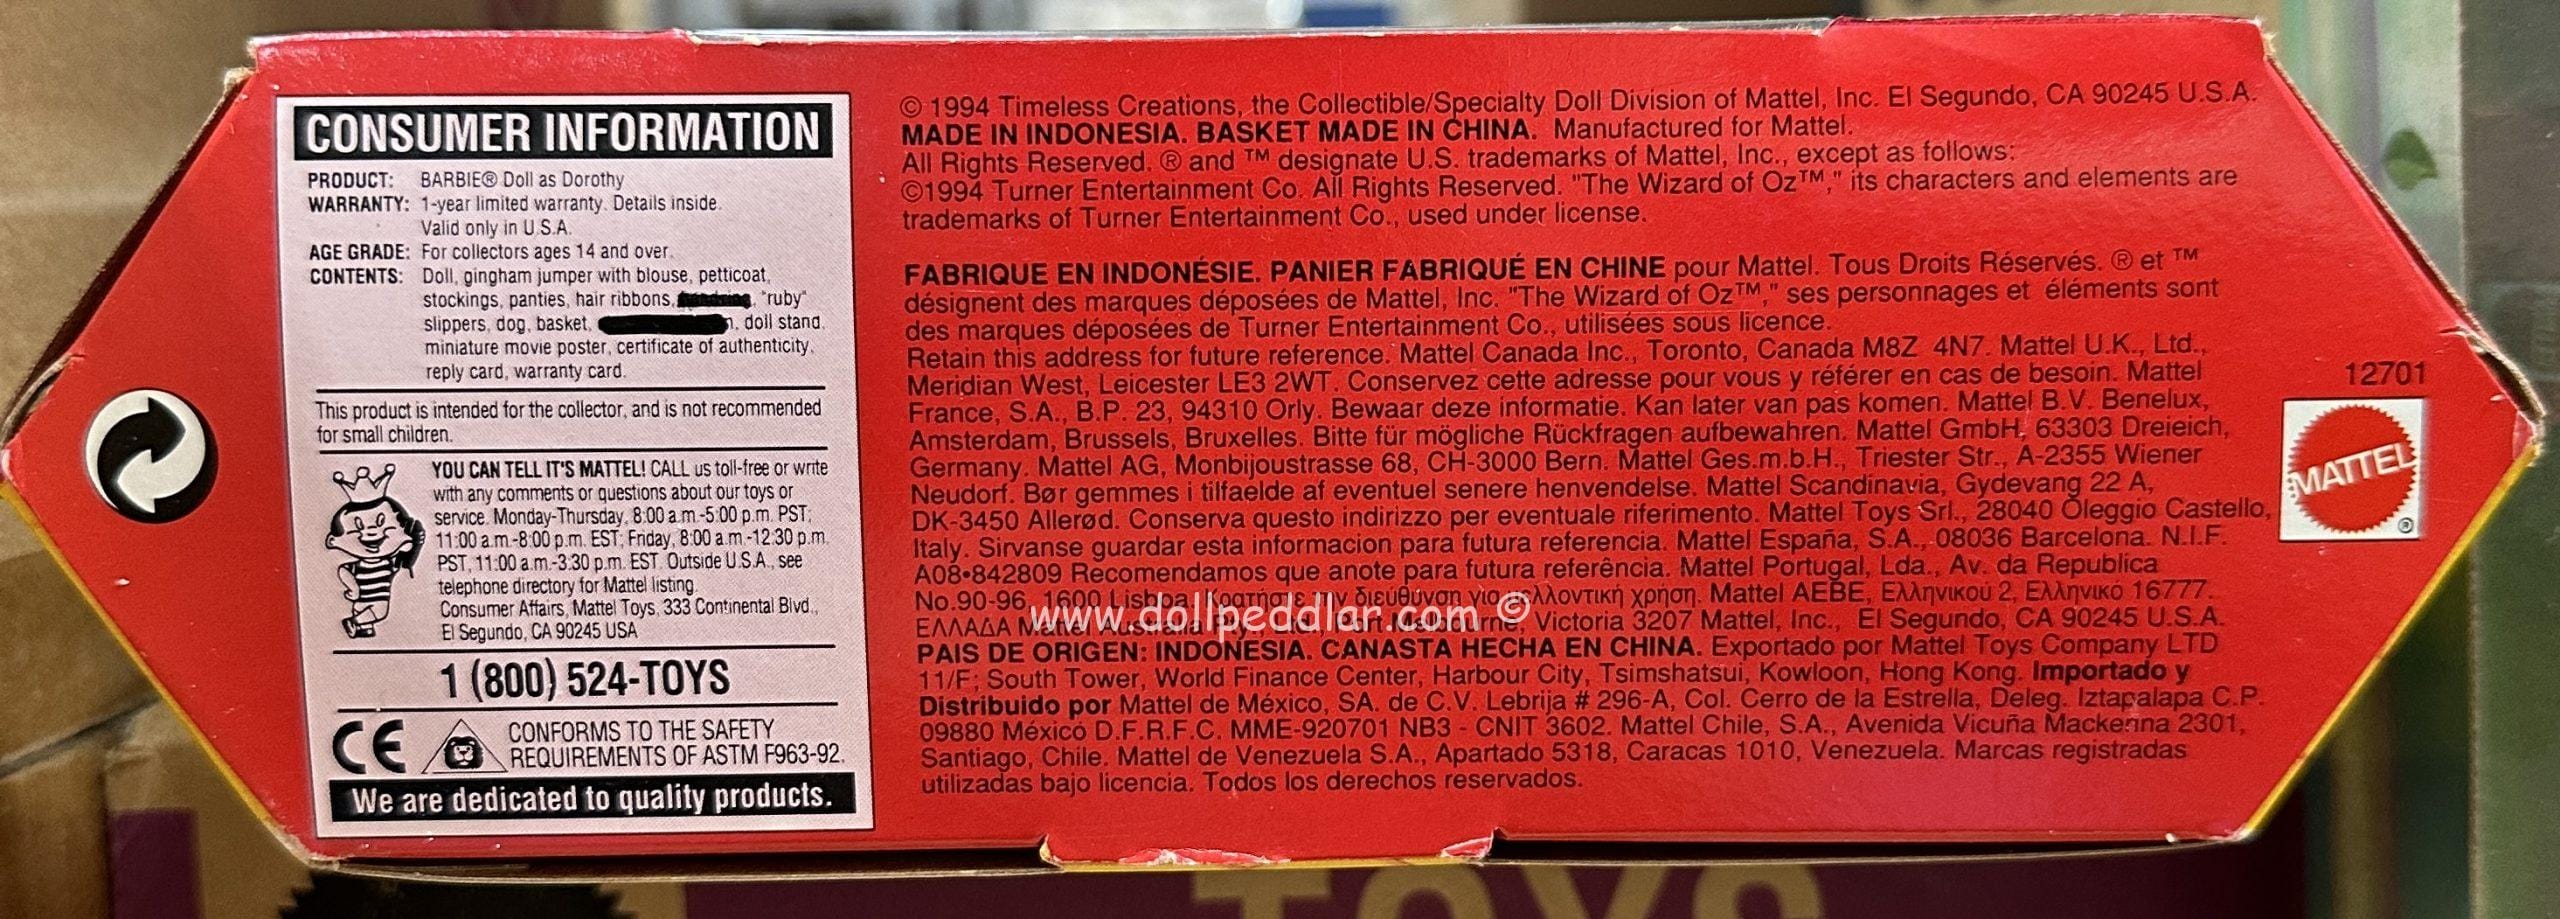 CONSUMER INFORMATION
PRODUCT: BARBIE® Doll as Dorothy
WARRANTY: 1-year limited warranty. Details inside.
Valid only in U.S.A.
AGE GRADE: For collectors ages 14 and over.
CONTENTS: Doll, gingham jumper with blouse, petticoat,
stockings, panties, hair ribbons, "ruby"
slippers, dog, basket, doll stand,
miniature movie poster, certificate of authenticity,
reply card, warranty card.
This product is intended for the collector, and is not recommended
for small children.
YOU CAN TELL IT'S MATTEL! CALL us toll-free or write
with any comments or questions about our toys or
service. Monday-Thursday, 8:00 a.m.-5:00 p.m. PST;
11:00 a.m.-8:00 p.m. EST; Friday, 8:00 a.m.-12:30 p.m.
PST, 11:00 a.m.-3:30 p.m. EST. Outside U.S.A., see
telephone directory for Mattel listing.
Consumer Affairs, Mattel Toys, 333 Continental Blvd.,
El Segundo, CA 90245 USA
1 (800) 524-TOYS
CE CONFORMS TO THE SAFETY
REQUIREMENTS OF ASTM F963-92.
We are dedicated to quality products.
© 1994 Timeless Creations, the Collectible/Specialty Doll Division of Mattel, Inc. El Segundo, CA 90245 U.S.A.
MADE IN INDONESIA. BASKET MADE IN CHINA. Manufactured for Mattel.
All Rights Reserved. ® and ™ designate U.S. trademarks of Mattel, Inc., except as follows:
©1994 Turner Entertainment Co. All Rights Reserved. "The Wizard of Oz™," its characters and elements are
trademarks of Turner Entertainment Co., used under license.
FABRIQUE EN INDONÉSIE. PANIER FABRIQUÉ EN CHINE pour Mattel. Tous Droits Réservés. ® et ™
désignent des marques déposées de Mattel, Inc. "The Wizard of Oz™," ses personnages et éléments sont
des marques déposées de Turner Entertainment Co., utilisées sous licence.
Retain this address for future reference. Mattel Canada Inc., Toronto, Canada M8Z 4N7. Mattel U.K., Ltd.,
Meridian West, Leicester LE3 2WT. Conservez cette adresse pour vous y référer en cas de besoin. Mattel
France, S.A., B.P. 23, 94310 Orly. Bewaar deze informatie. Kan later van pas komen. Mattel B.V. Benelux,
Amsterdam, Brussels, Bruxelles. Bitte für mögliche Rückfragen aufbewahren. Mattel GmbH, 63303 Dreieich,
Germany. Mattel AG, Monbijoustrasse 68, CH-3000 Bern. Mattel Ges.m.b.H., Triester Str., A-2355 Wiener
Neudorf. Bør gemmes i tilfaelde af eventuel senere henvendelse. Mattel Scandinavia, Gydevang 22 A,
DK-3450 Allerød. Conserva questo indirizzo per eventuale riferimento. Mattel Toys Srl., 28040 Oleggio Castello,
Italy. Sirvanse guardar esta informacion para futura referencia. Mattel España, S.A., 08036 Barcelona. N.I.F.
A08•842809 Recomendamos que anote para futura referência. Mattel Portugal, Lda., Av. da Republica
No.90-96, 1600 Lisboa Κρατήστε την διεύθυνση για μελλοντική χρήση. Mattel AEBE, Ελληνικού 2, Ελληνικό 16777.
ΕΛΛΑΔΑ Mattel Australia Pty., Ltd., Port Melbourne, Victoria 3207 Mattel, Inc., El Segundo, CA 90245 U.S.A.
PAIS DE ORIGEN: INDONESIA. CANASTA HECHA EN CHINA. Exportado por Mattel Toys Company LTD
11/F; South Tower, World Finance Center, Harbour City, Tsimshatsui, Kowloon, Hong Kong. Importado y
Distribuido por Mattel de México, SA. de C.V. Lebrija # 296-A, Col. Cerro de la Estrella, Deleg. Iztapalapa C.P.
09880 México D.F.R.F.C. MME-920701 NB3 - CNIT 3602. Mattel Chile, S.A., Avenida Vicuña Mackenna 2301,
Santiago, Chile. Mattel de Venezuela S.A., Apartado 5318, Caracas 1010, Venezuela. Marcas registradas
utilizadas bajo licencia. Todos los derechos reservados.
www.dollpeddlar.com ©
12701
MATTEL
®
TOYS